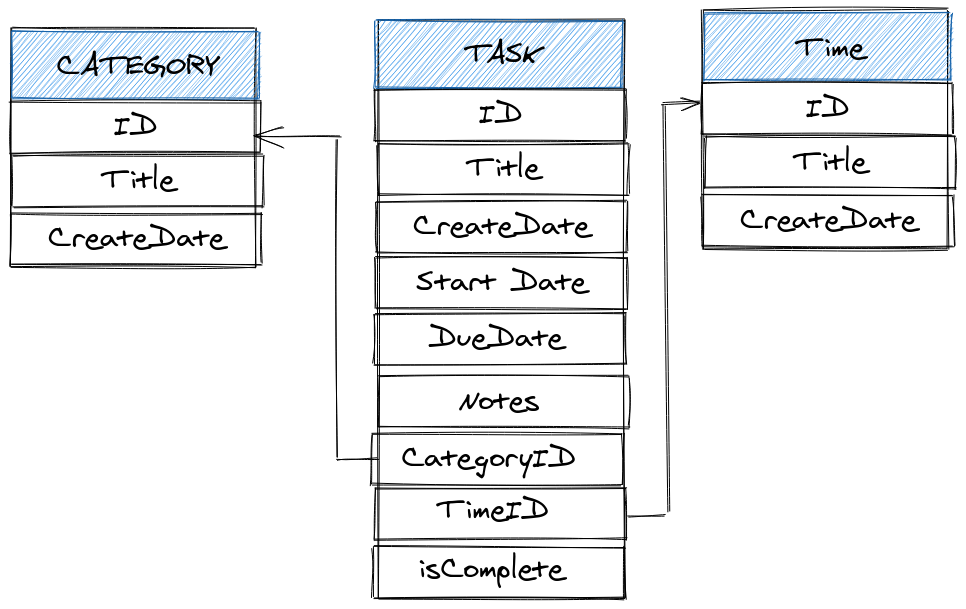 CATEGORY
ID
Title
CreateDate
TASK
ID
Title
CreateDate
Start Date
DueDate
Notes
CategoryID
TimeID
isComplete
Time
ID
Title
CreateDate